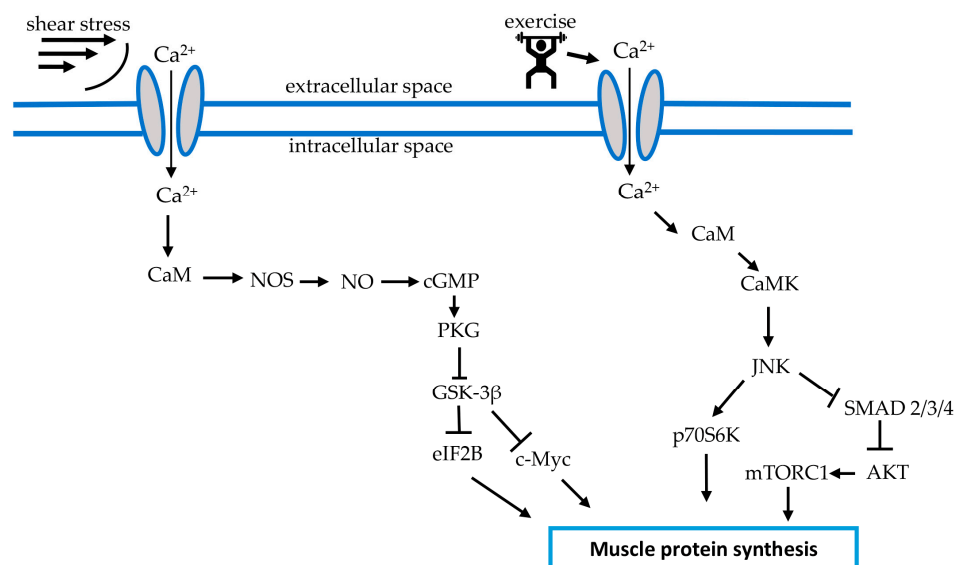 shear stress
exercise
Ca²⁺
Ca²⁺
extracellular space
intracellular space
Ca²⁺
Ca²⁺
CaM
CaM
NOS
NO
cGMP
CaMK
PKG
JNK
GSK-3β
SMAD 2/3/4
p70S6K
eIF2B
c-Myc
mTORC1
AKT
Muscle protein synthesis